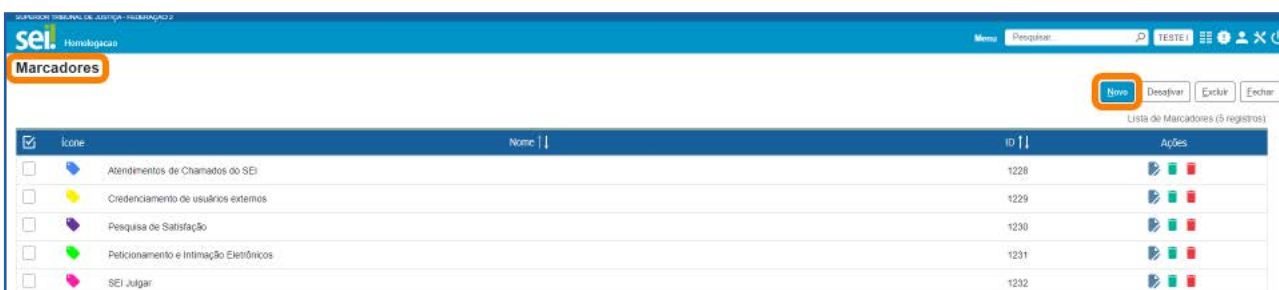 SUPERIOR TRIBUNAL DE JUSTIÇA - FEDERAÇÃO 2
sei. Homologacao Menu Pesquisar... TESTE I
Marcadores
Novo Desativar Excluir Fechar
Lista de Marcadores (5 registros):
Ícone Nome ID Ações
Atendimentos de Chamados do SEI 1228
Credenciamento de usuários externos 1229
Pesquisa de Satisfação 1230
Peticionamento e Intimação Eletrônicos 1231
SEI Julgar 1232